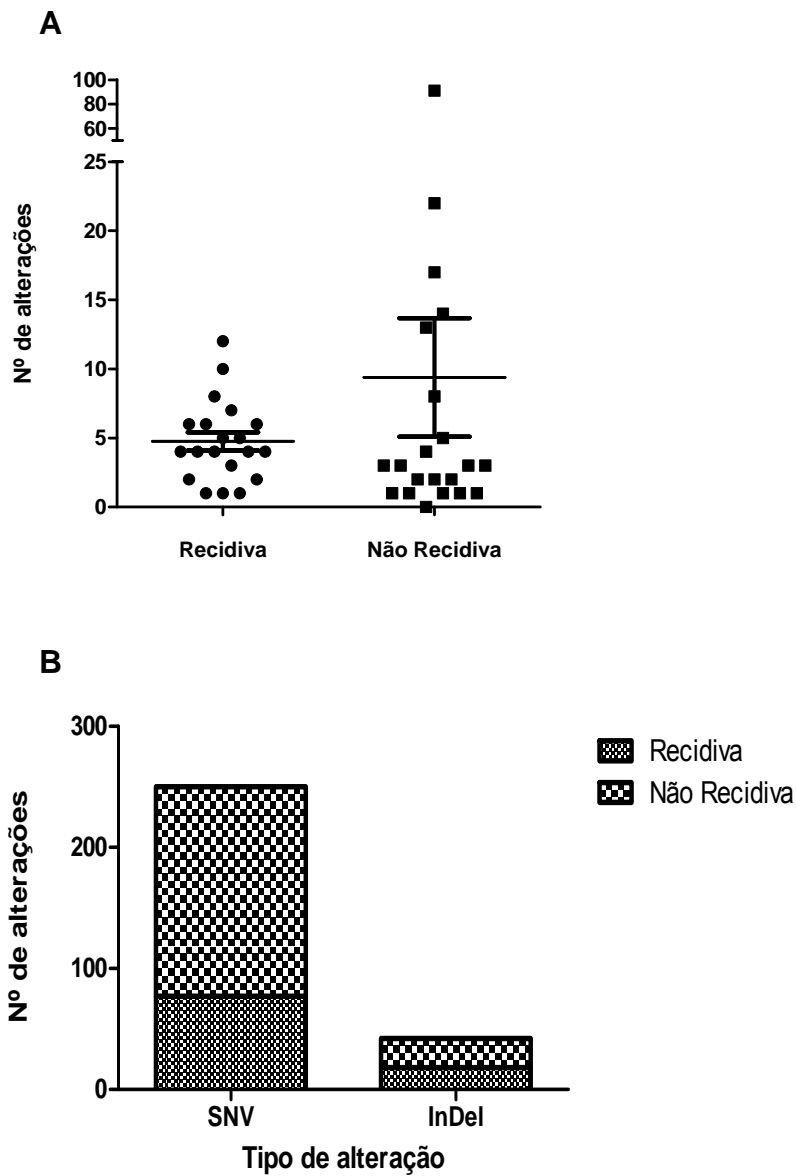 A
100
80
60
25
20
15
10
5
0
Nº de alterações
Recidiva
Não Recidiva
B
300
200
100
0
Nº de alterações
SNV
InDel
Tipo de alteração
Recidiva
Não Recidiva